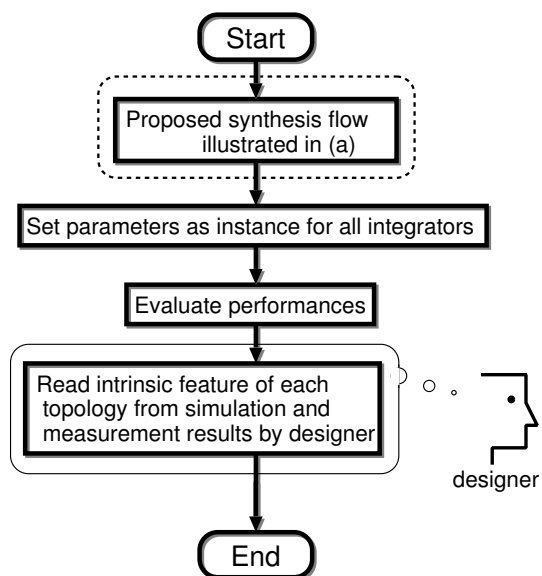 Start
Proposed synthesis flow
illustrated in (a)
Set parameters as instance for all integrators
Evaluate performances
Read intrinsic feature of each
topology from simulation and
measurement results by designer
designer
End